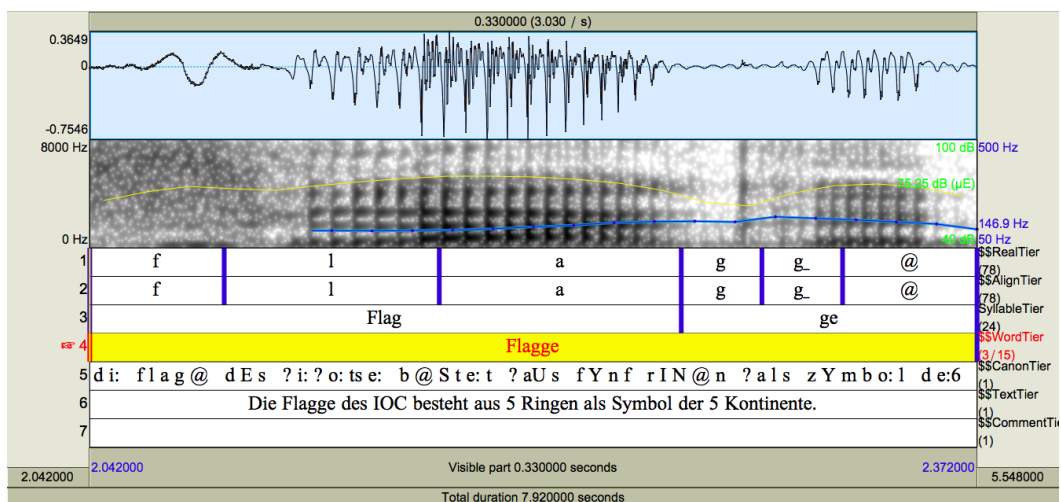 0.330000 (3.030 / s)
0.3649
0
-0.7546
8000 Hz
0 Hz
100 dB
500 Hz
75.25 dB (µE)
146.9 Hz
40 dB
50 Hz
1 f l a g g_ @ $$RealTier (78)
2 f l a g g_ @ $$AlignTier (78)
3 Flag ge SyllableTier (24)
☞ 4 Flagge $$WordTier (3/15)
5 di: flag@ dEs ?i:?o:tse: b@Ste:t ?aUs fYnf rIN@n ?als zYmbo:l de:6 $$CanonTier (1)
6 Die Flagge des IOC besteht aus 5 Ringen als Symbol der 5 Kontinente. $$TextTier (1)
7 $$CommentTie (1)
2.042000
2.042000 Visible part 0.330000 seconds 2.372000
5.548000
Total duration 7.920000 seconds